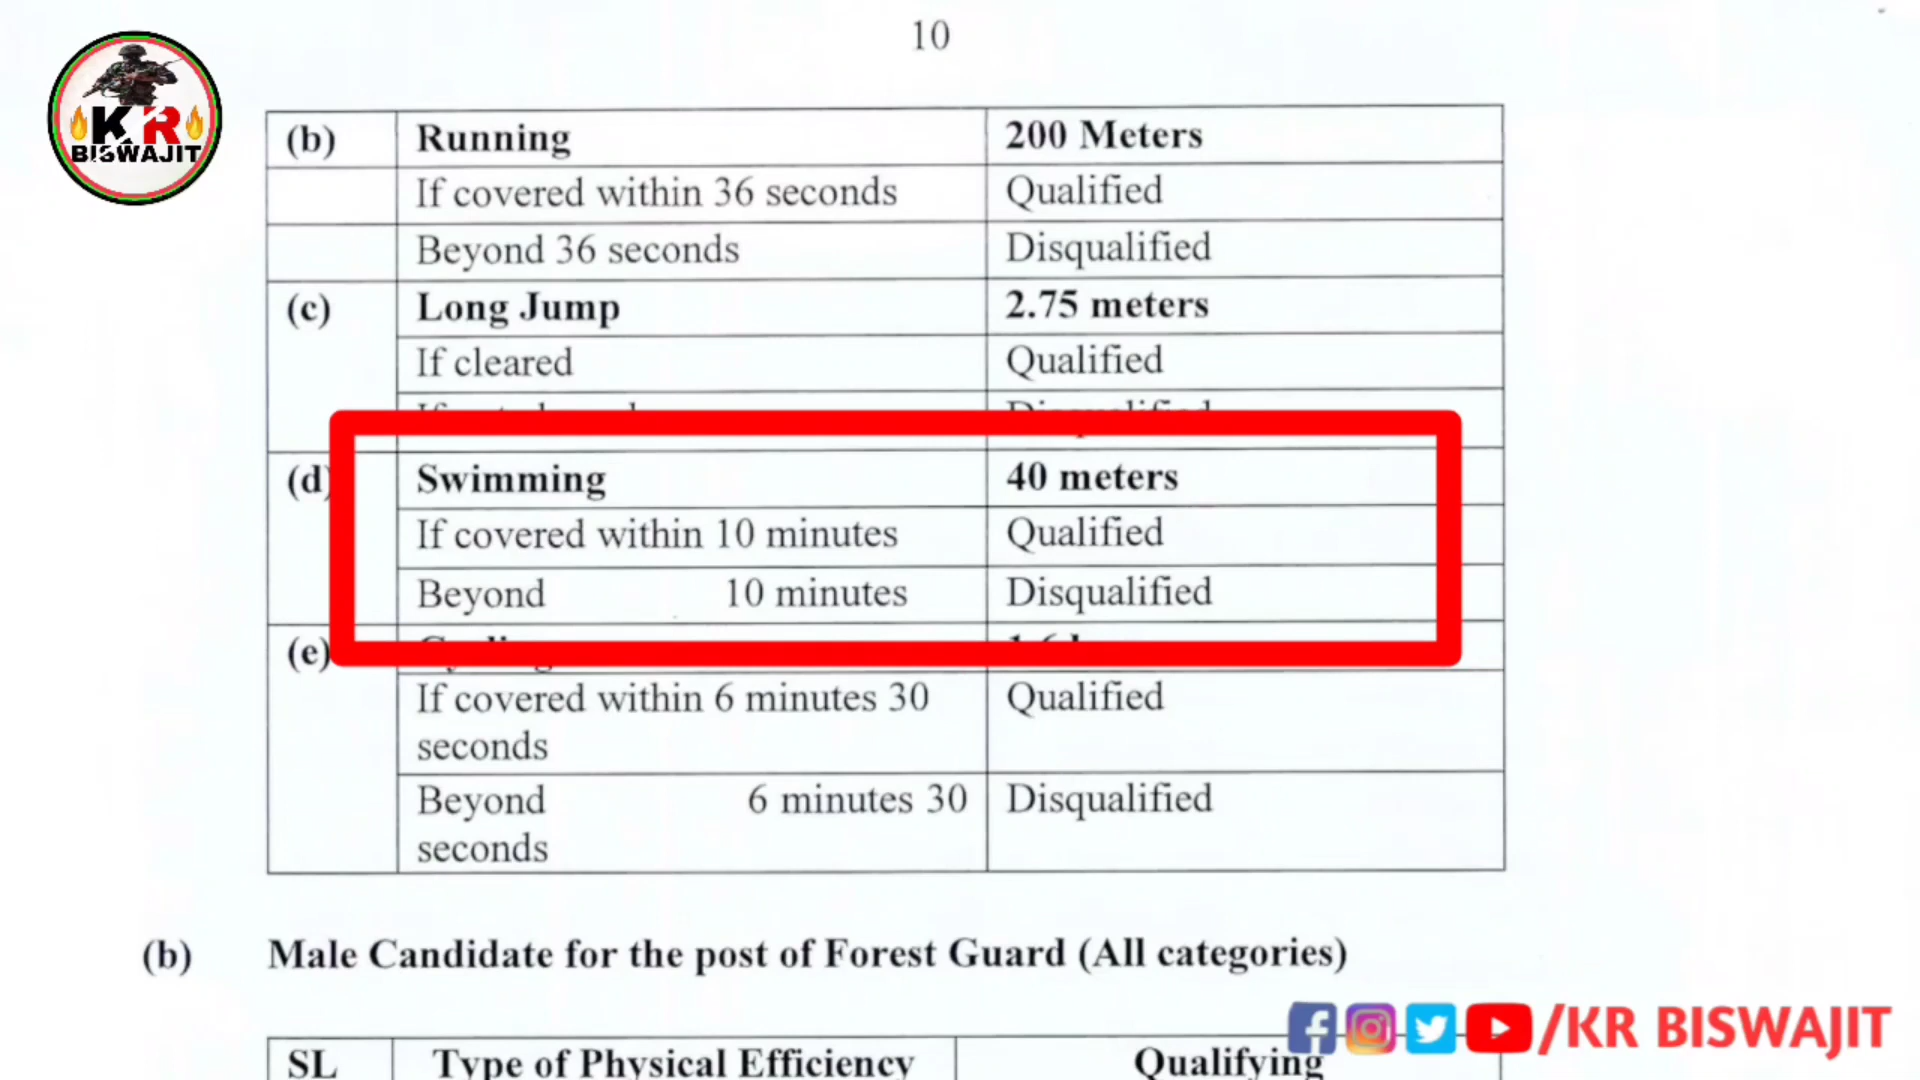 10
KR
BISWAJIT
(b) Running 200 Meters
If covered within 36 seconds Qualified
Beyond 36 seconds Disqualified
(c) Long Jump 2.75 meters
If cleared Qualified
(d) Swimming 40 meters
If covered within 10 minutes Qualified
Beyond 10 minutes Disqualified
(e)
If covered within 6 minutes 30 Qualified
seconds
Beyond 6 minutes 30 Disqualified
seconds
(b) Male Candidate for the post of Forest Guard (All categories)
SL Type of Physical Efficiency Qualifying
/KR BISWAJIT